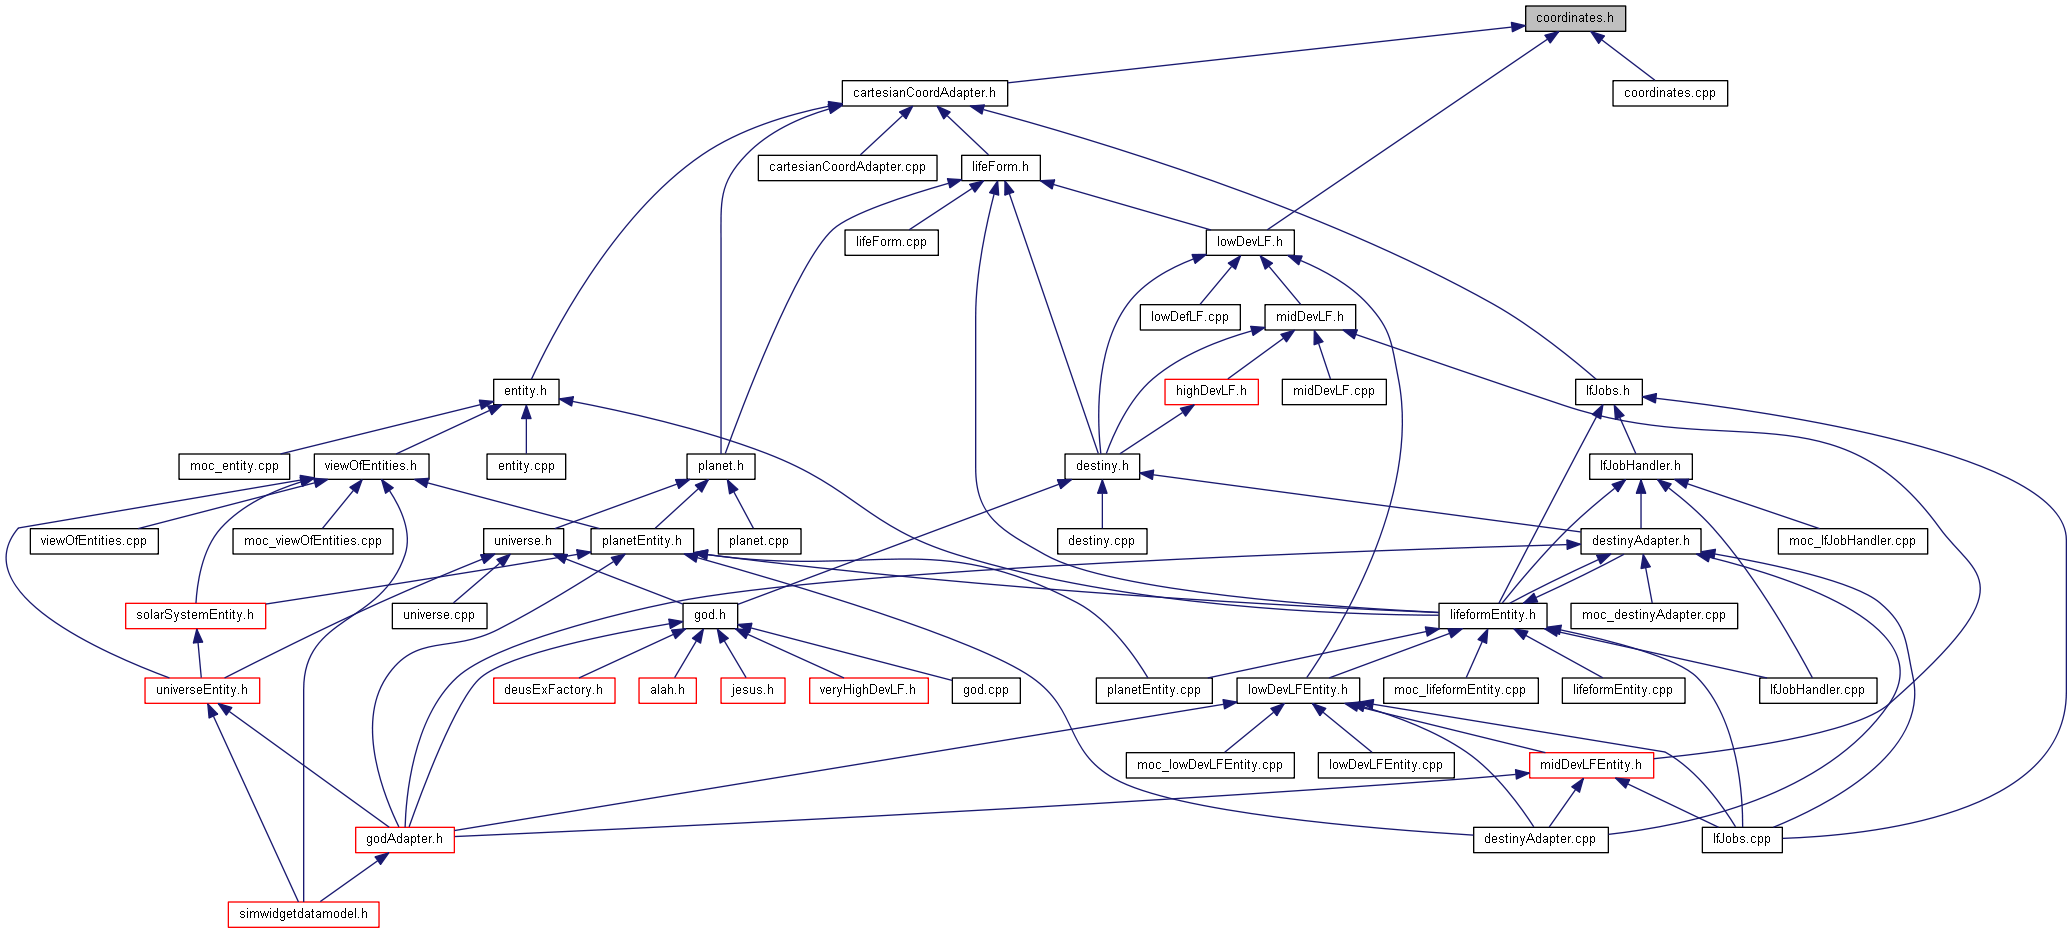 coordinates.h
cartesianCoordAdapter.h
coordinates.cpp
cartesianCoordAdapter.cpp
lifeForm.h
lifeForm.cpp
lowDevLF.h
lowDefLF.cpp
midDevLF.h
entity.h
highDevLF.h
midDevLF.cpp
lfJobs.h
moc_entity.cpp
viewOfEntities.h
entity.cpp
planet.h
destiny.h
lfJobHandler.h
viewOfEntities.cpp
moc_viewOfEntities.cpp
universe.h
planetEntity.h
planet.cpp
destiny.cpp
destinyAdapter.h
moc_lfJobHandler.cpp
solarSystemEntity.h
universe.cpp
god.h
lifeformEntity.h
moc_destinyAdapter.cpp
universeEntity.h
deusExFactory.h
alah.h
jesus.h
veryHighDevLF.h
god.cpp
planetEntity.cpp
lowDevLFEntity.h
moc_lifeformEntity.cpp
lifeformEntity.cpp
lfJobHandler.cpp
moc_lowDevLFEntity.cpp
lowDevLFEntity.cpp
midDevLFEntity.h
godAdapter.h
destinyAdapter.cpp
lfJobs.cpp
simwidgetdatamodel.h